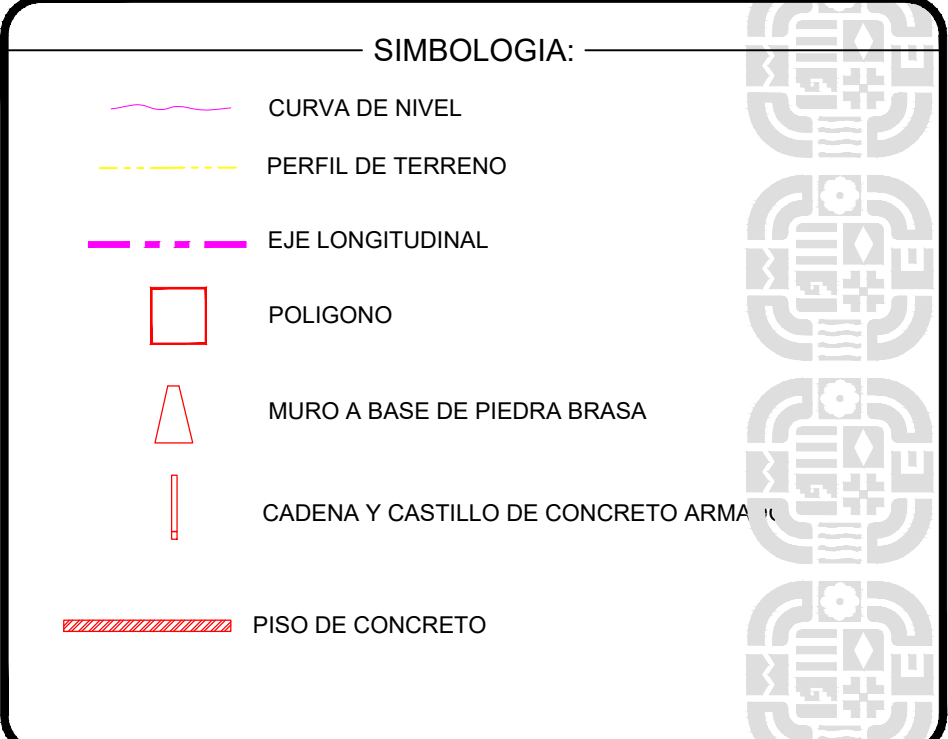 SIMBOLOGIA:
CURVA DE NIVEL
PERFIL DE TERRENO
EJE LONGITUDINAL
POLIGONO
MURO A BASE DE PIEDRA BRASA
CADENA Y CASTILLO DE CONCRETO
PISO DE CONCRETO